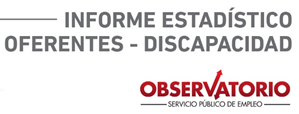 INFORME ESTADÍSTICO
OFERENTES - DISCAPACIDAD
OBSERVATORIO
SERVICIO PÚBLICO DE EMPLEO